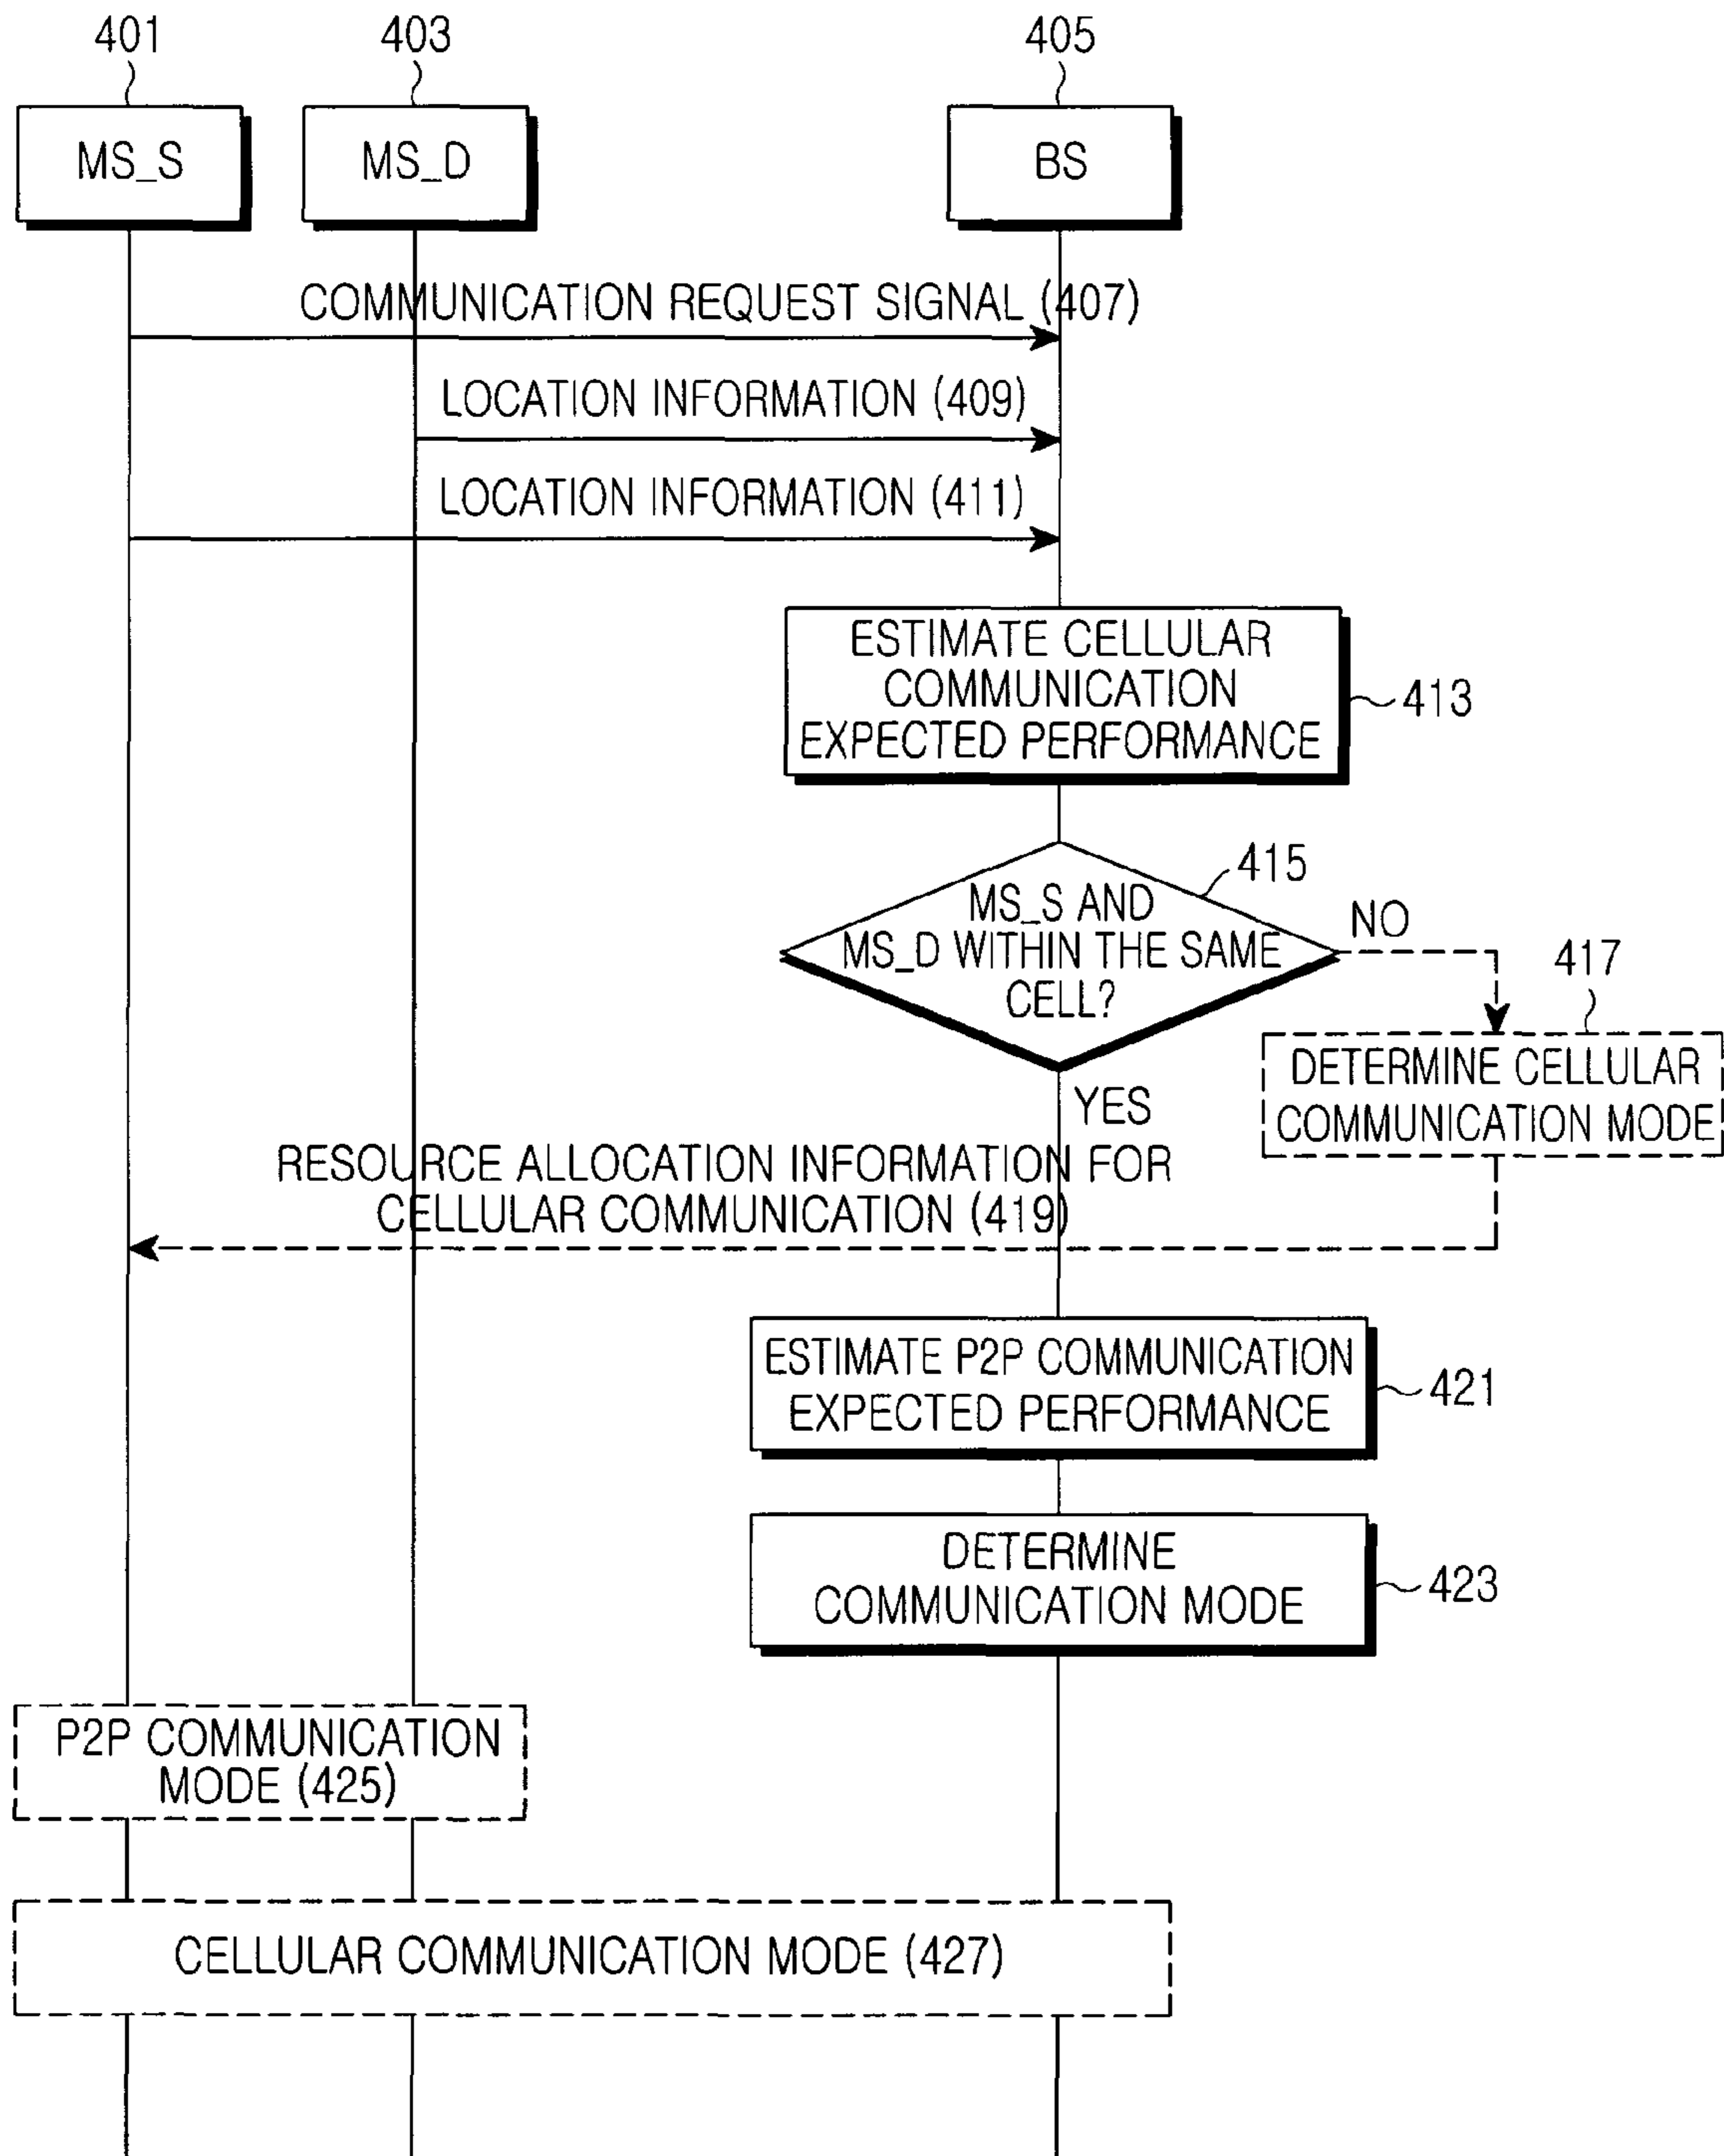 401
403
405
MS_S
MS_D
BS
COMMUNICATION REQUEST SIGNAL (407)
LOCATION INFORMATION (409)
LOCATION INFORMATION (411)
ESTIMATE CELLULAR
COMMUNICATION
EXPECTED PERFORMANCE
413
415
MS_S AND
MS_D WITHIN THE SAME
CELL?
NO
417
DETERMINE CELLULAR
COMMUNICATION MODE
YES
RESOURCE ALLOCATION INFORMATION FOR
CELLULAR COMMUNICATION (419)
ESTIMATE P2P COMMUNICATION
EXPECTED PERFORMANCE
421
DETERMINE
COMMUNICATION MODE
423
P2P COMMUNICATION
MODE (425)
CELLULAR COMMUNICATION MODE (427)